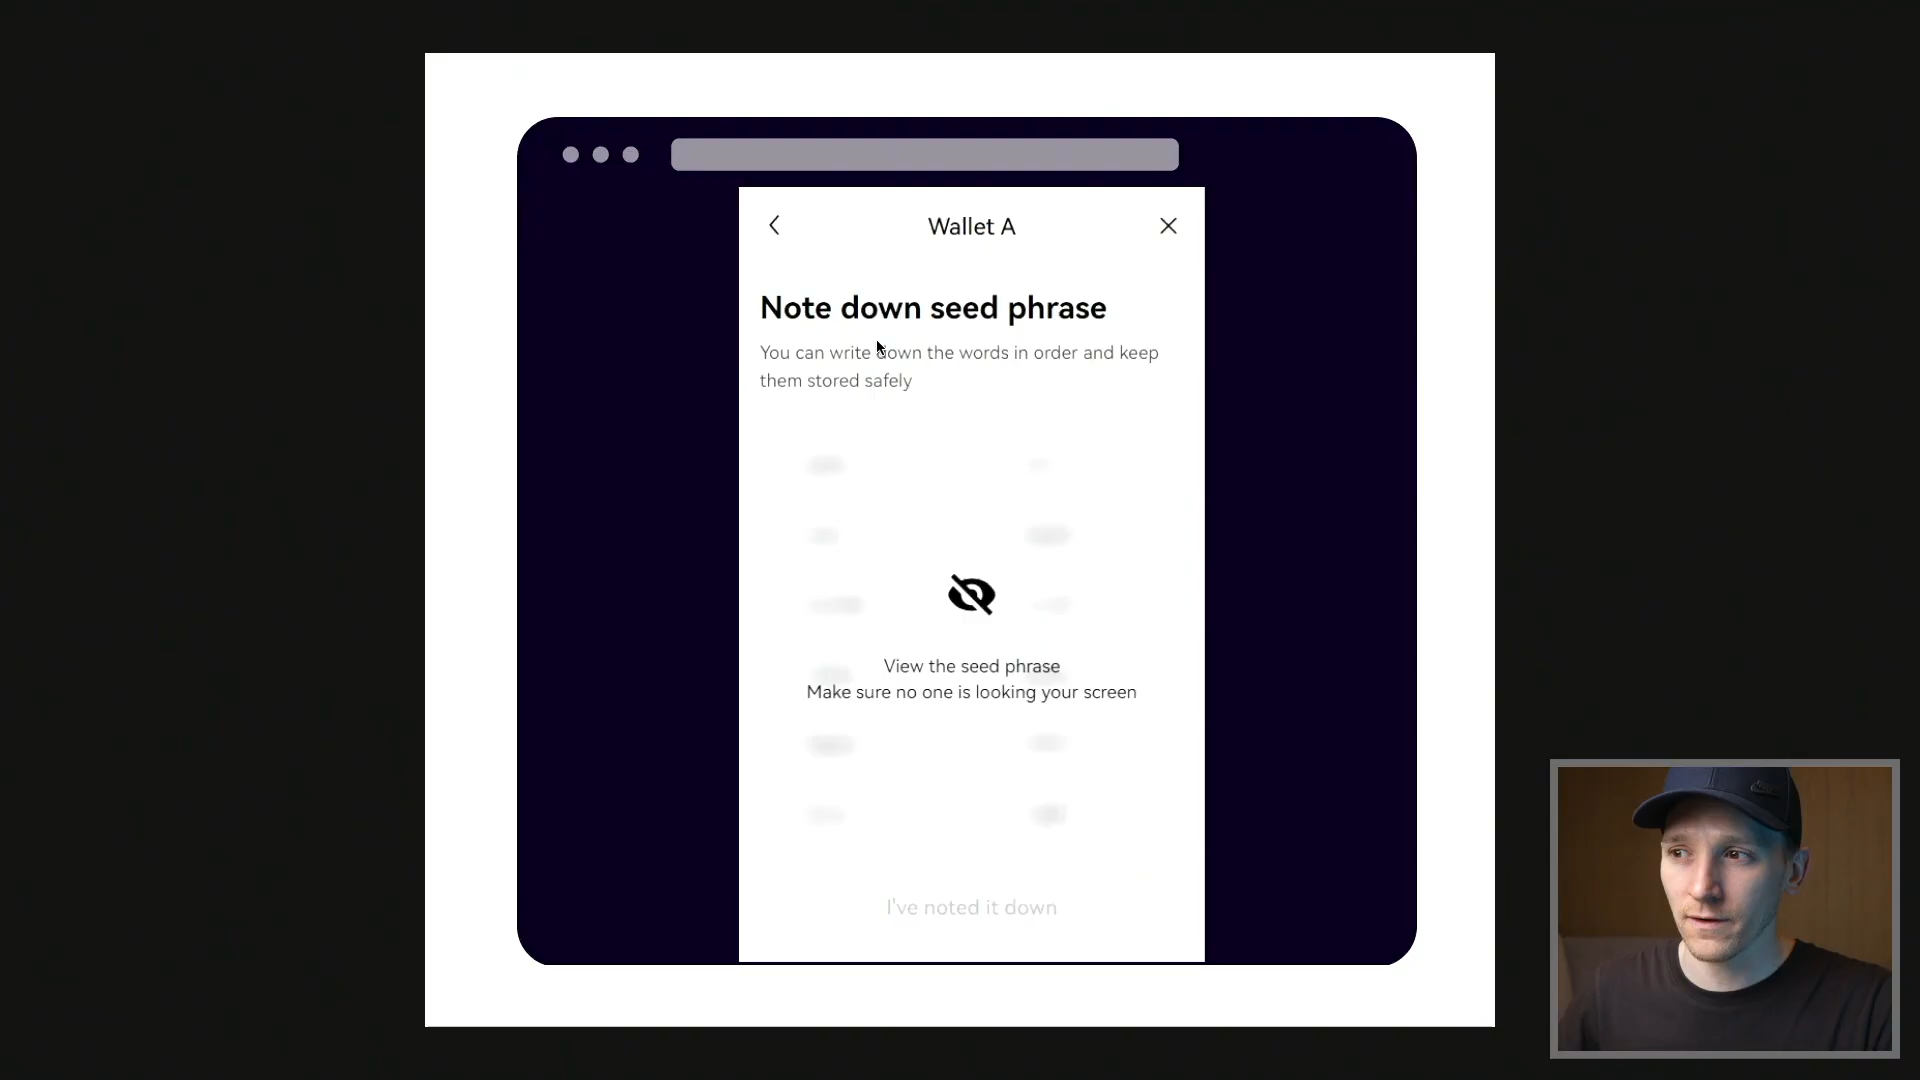 Wallet A
Note down seed phrase
You can write down the words in order and keep
them stored safely
View the seed phrase
Make sure no one is looking your screen
I've noted it down